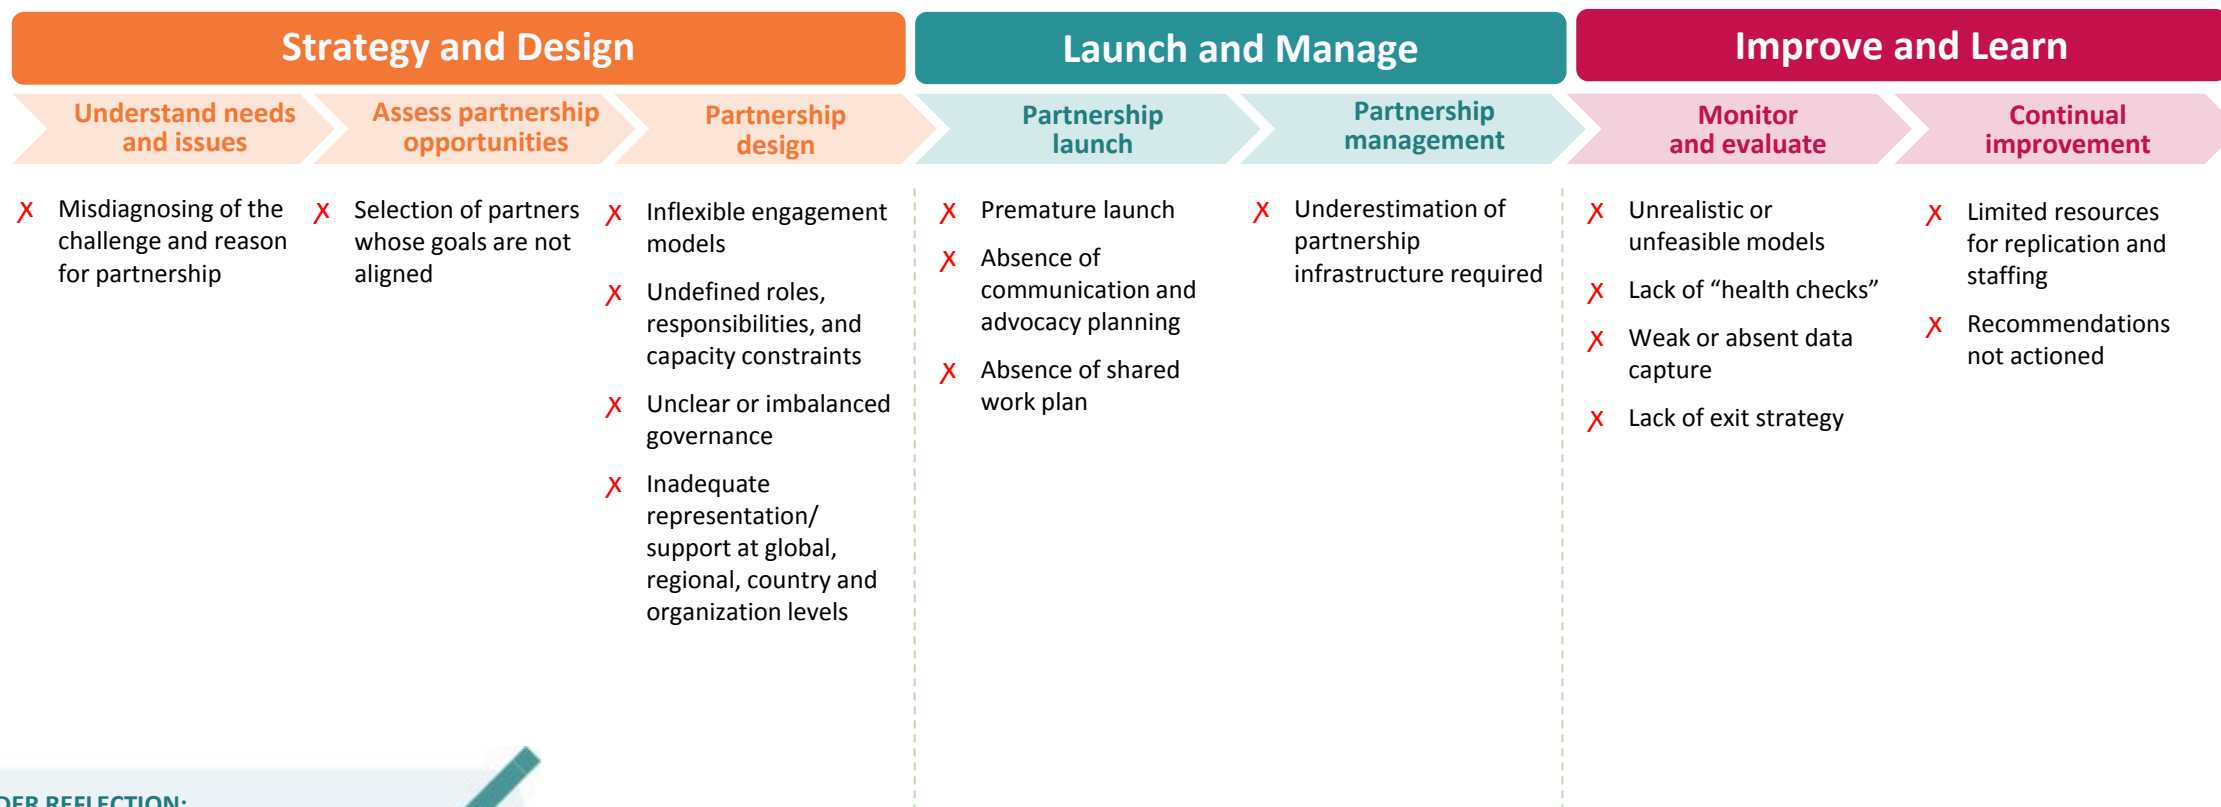 Strategy and Design
Launch and Manage
Improve and Learn
Understand needs
and issues
Assess partnership
opportunities
Partnership
design
Partnership
launch
Partnership
management
Monitor
and evaluate
Continual
improvement
X Misdiagnosing of the
challenge and reason
for partnership
X Selection of partners
whose goals are not
aligned
X Inflexible engagement
models
X Undefined roles,
responsibilities, and
capacity constraints
X Unclear or imbalanced
governance
X Inadequate
representation/
support at global,
regional, country and
organization levels
X Premature launch
X Absence of
communication and
advocacy planning
X Absence of shared
work plan
X Underestimation of
partnership
infrastructure required
X Unrealistic or
unfeasible models
X Lack of “health checks”
X Weak or absent data
capture
X Lack of exit strategy
X Limited resources
for replication and
staffing
X Recommendations
not actioned
REFLECTION: